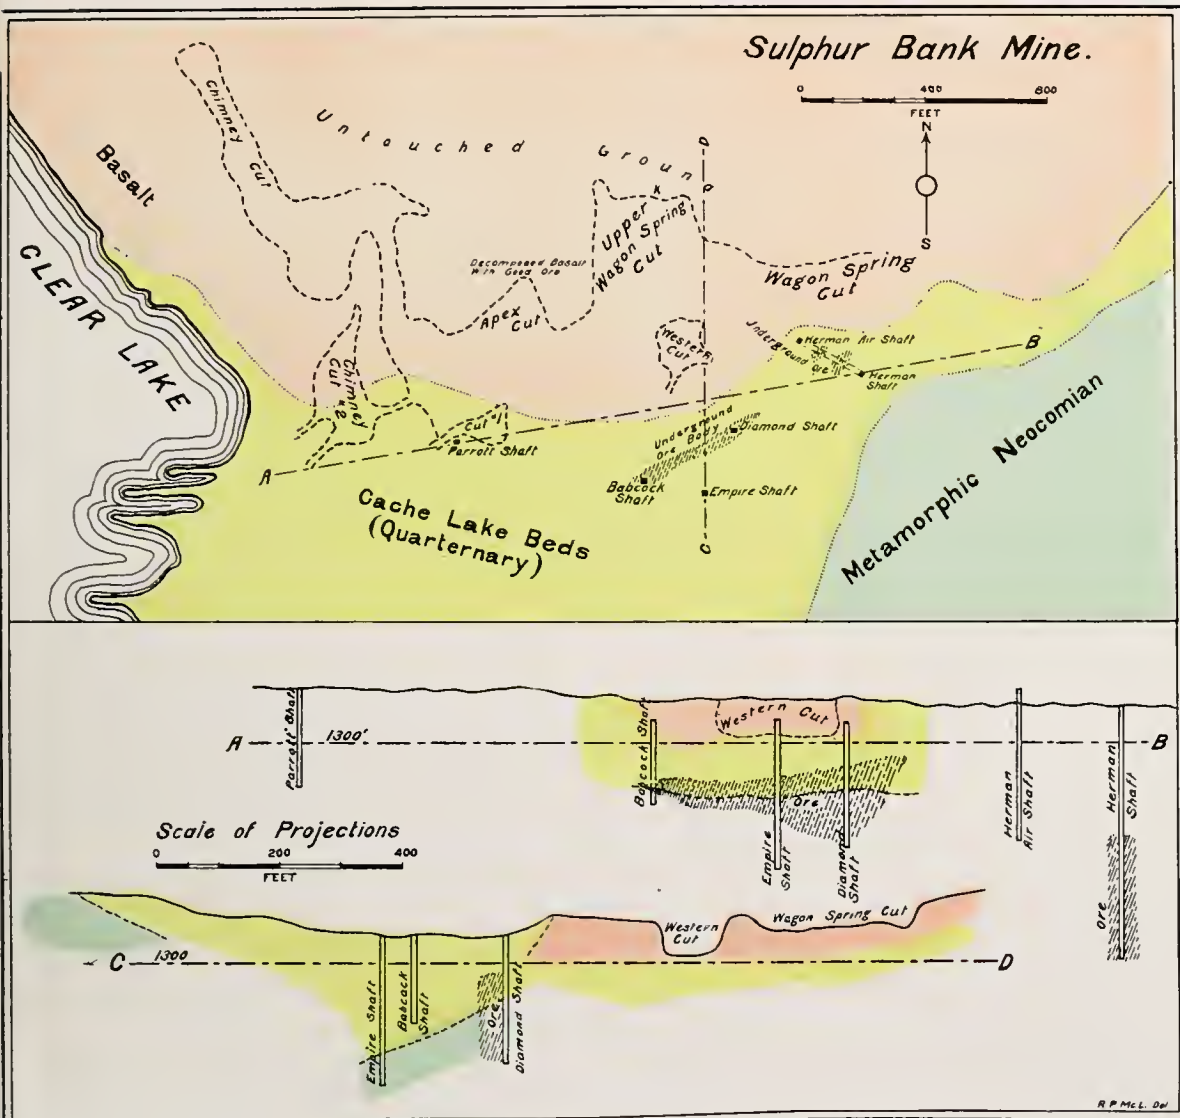 Sulphur Bank Mine.
0 400 800
FEET
N
S
Chimney
Cut
Untouched Ground
Basalt
CLEAR LAKE
D
Upper
Wagon Spring
Cut
Decomposed Basalt
With Good Ore
Apex
Cut
Wagon Spring
Cut
Western
Cut
Underground
Ore
Herman Air Shaft
Herman
Shaft
B
Chimney
Cut
#2
Cut #1
Parrott Shaft
A
Underground
Ore Body
Diamond Shaft
Babcock
Shaft
Empire Shaft
C
Cache Lake Beds
(Quarternary)
Metamorphic Neocomian
Parrott Shaft
A 1300' B
Babcock Shaft
Western Cut
Ore
Empire
Shaft
Diamond
Shaft
Herman
Air Shaft
Herman
Shaft
Ore
Scale of Projections
0 200 400
FEET
C 1300 D
Western
Cut
Wagon Spring Cut
Empire Shaft
Babcock
Shaft
Ore
Diamond Shaft
R P McL. Del